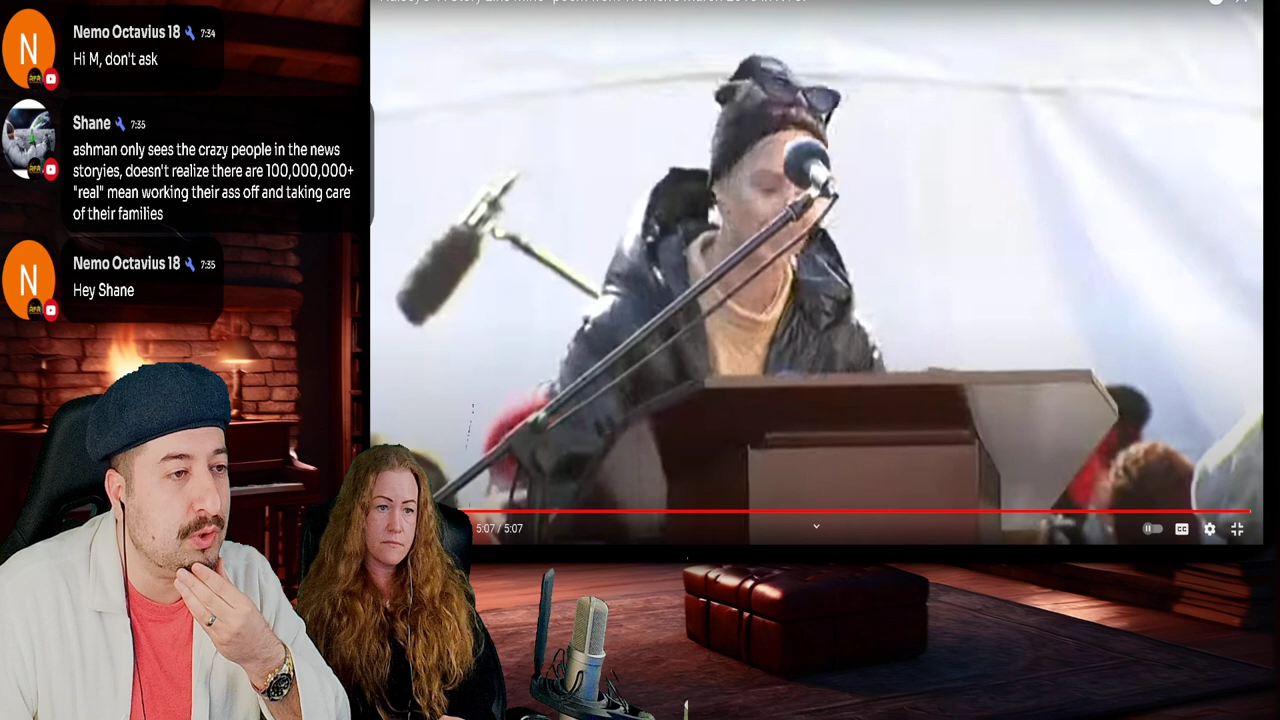 Nemo Octavius 18 7:34
Hi M, don't ask
Shane 7:35
ashman only sees the crazy people in the news
storyies, doesn't realize there are 100,000,000+
"real" mean working their ass off and taking care
of their families
Nemo Octavius 18 7:35
Hey Shane
N
N
5:07 / 5:07
CC